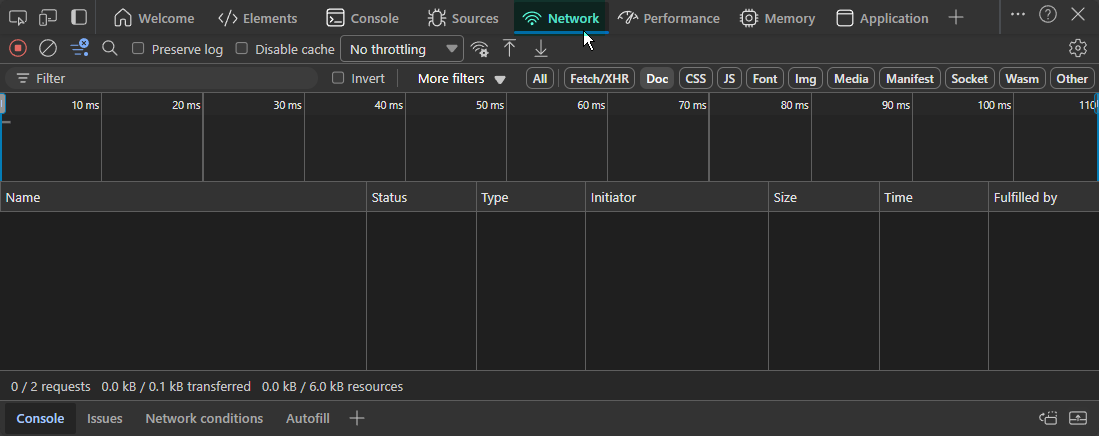 Welcome Elements Console Sources Network Performance Memory Application
Preserve log Disable cache No throttling
Filter Invert More filters All Fetch/XHR Doc CSS JS Font Img Media Manifest Socket Wasm Other
10 ms 20 ms 30 ms 40 ms 50 ms 60 ms 70 ms 80 ms 90 ms 100 ms 110
Name Status Type Initiator Size Time Fulfilled by
0 / 2 requests 0.0 kB / 0.1 kB transferred 0.0 kB / 6.0 kB resources
Console Issues Network conditions Autofill